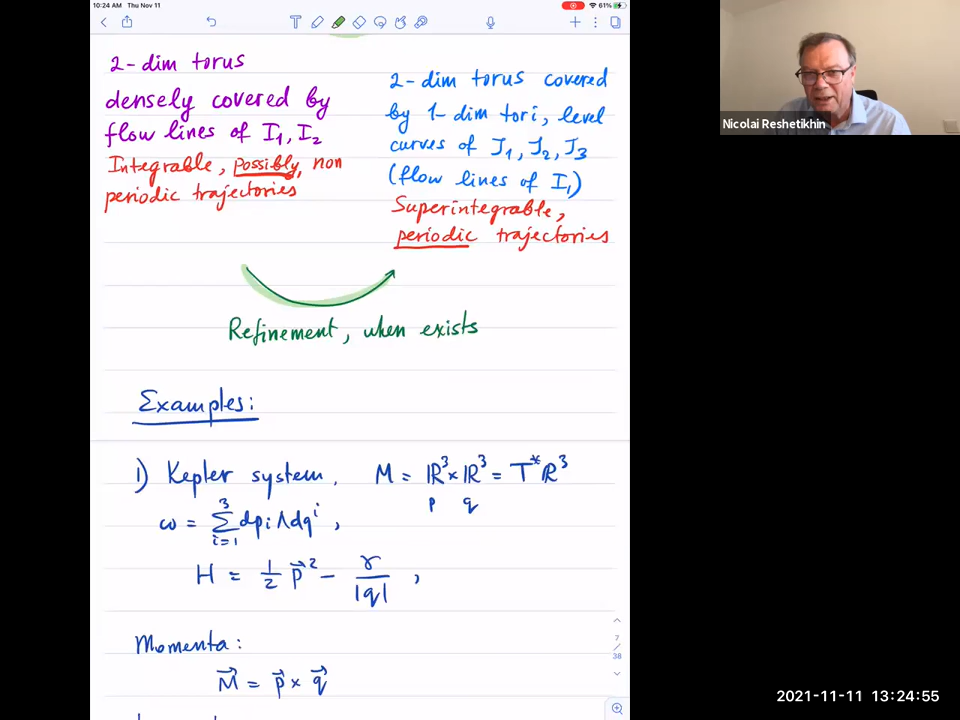 10:24 AM Thu Nov 11
61%
2-dim torus
densely covered by
flow lines of I₁, I₂
Integrable, possibly, non
periodic trajectories
2-dim torus covered
by 1-dim tori, level
curves of J₁, J₂, J₃
(flow lines of I₁)
Superintegrable,
periodic trajectories
Refinement, when exists
Examples:
1) Kepler system, M = ℝ³ × ℝ³ = T*ℝ³
p q
ω = Σ_{i=1}^{3} dpᵢ ∧ dqⁱ,
H = 1/2 p⃗² − γ/|q|,
Momenta:
M⃗ = p⃗ × q⃗
7
/
38
Nicolai Reshetikhin
2021-11-11 13:24:55